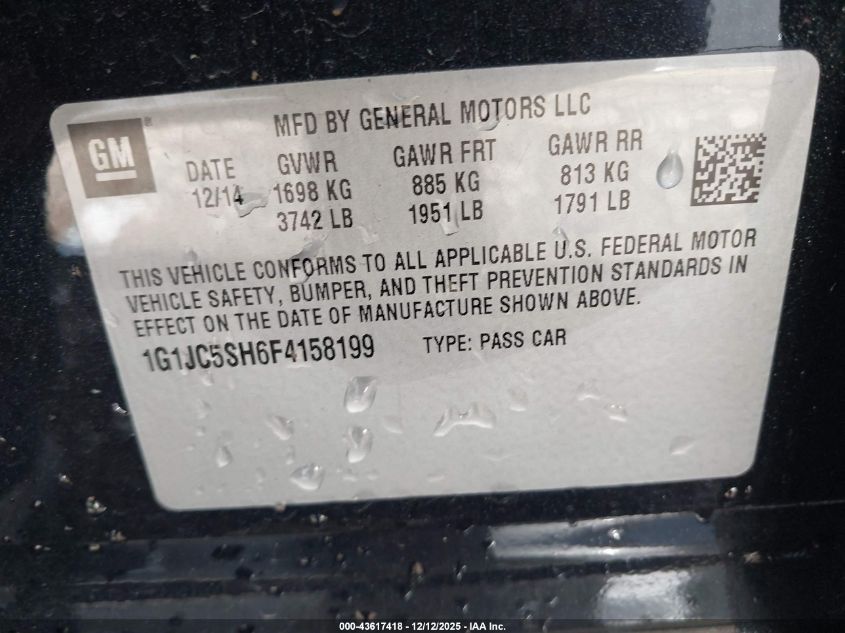 GM ®
MFD BY GENERAL MOTORS LLC
DATE GVWR GAWR FRT GAWR RR
12/14 1698 KG 885 KG 813 KG
3742 LB 1951 LB 1791 LB
THIS VEHICLE CONFORMS TO ALL APPLICABLE U.S. FEDERAL MOTOR
VEHICLE SAFETY, BUMPER, AND THEFT PREVENTION STANDARDS IN
EFFECT ON THE DATE OF MANUFACTURE SHOWN ABOVE.
1G1JC5SH6F4158199 TYPE: PASS CAR
000-43617418 - 12/12/2025 - IAA Inc.